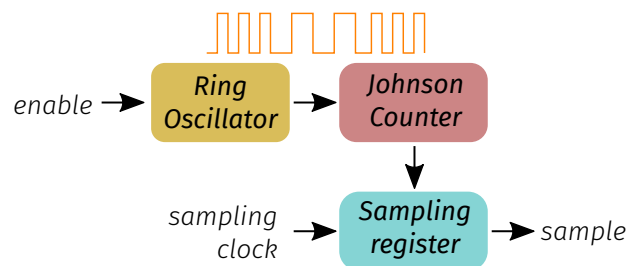 enable
Ring
Oscillator
Johnson
Counter
sampling
clock
Sampling
register
sample